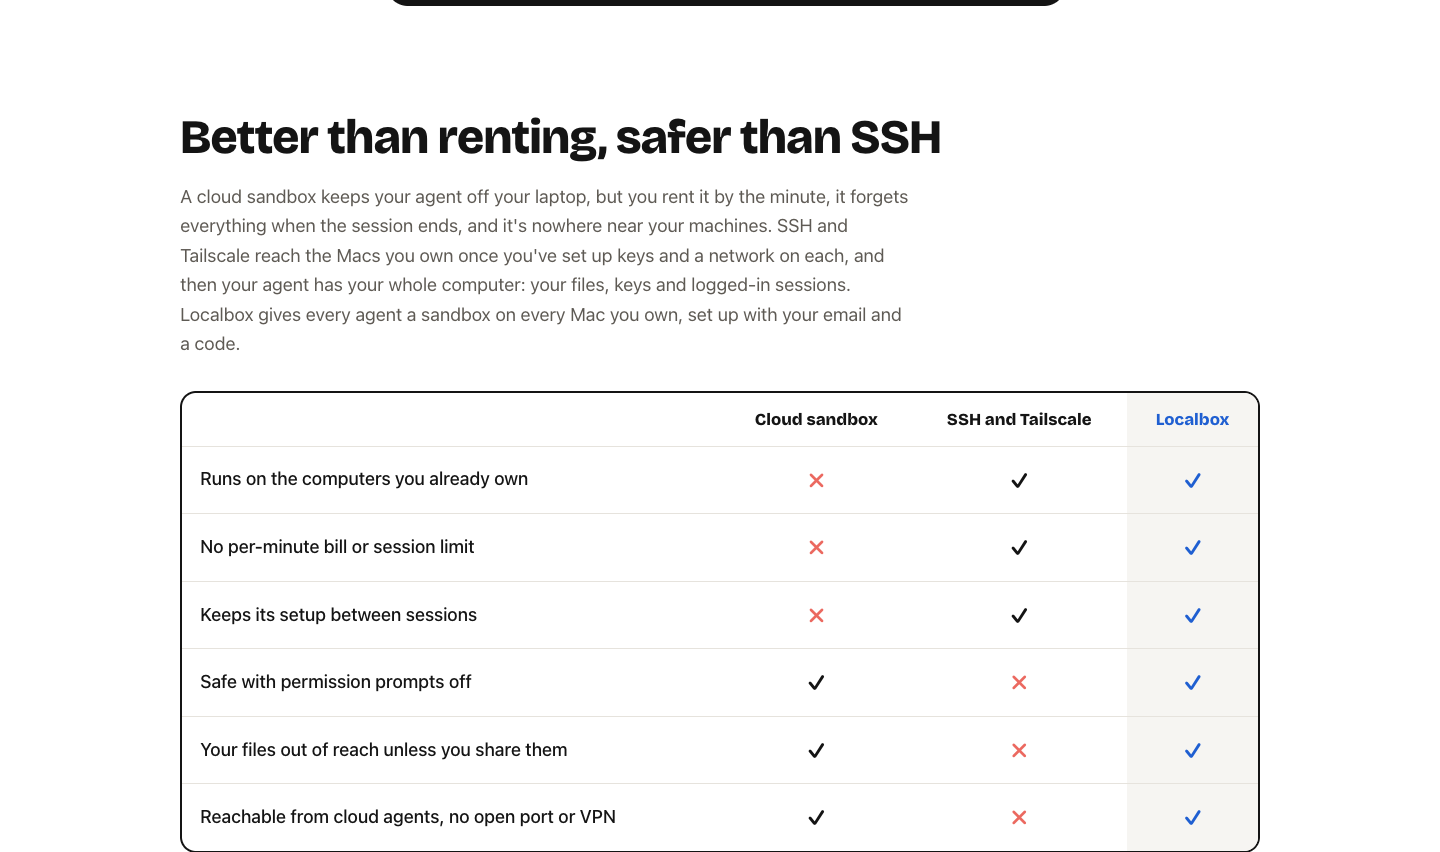 Better than renting, safer than SSH
A cloud sandbox keeps your agent off your laptop, but you rent it by the minute, it forgets
everything when the session ends, and it's nowhere near your machines. SSH and
Tailscale reach the Macs you own once you've set up keys and a network on each, and
then your agent has your whole computer: your files, keys and logged-in sessions.
Localbox gives every agent a sandbox on every Mac you own, set up with your email and
a code.
Cloud sandbox SSH and Tailscale Localbox
Runs on the computers you already own
No per-minute bill or session limit
Keeps its setup between sessions
Safe with permission prompts off
Your files out of reach unless you share them
Reachable from cloud agents, no open port or VPN